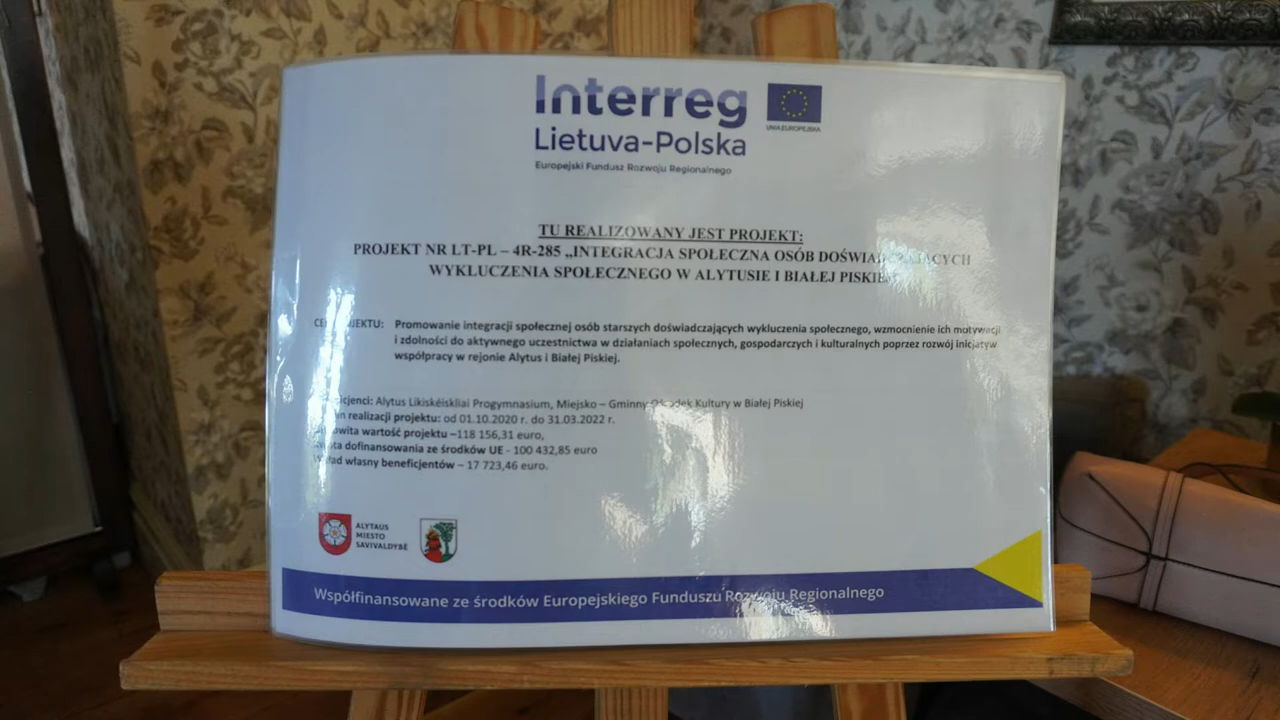 Interreg
UNIA EUROPEJSKA
Lietuva-Polska
Europejski Fundusz Rozwoju Regionalnego
TU REALIZOWANY JEST PROJEKT:
PROJEKT NR LT-PL – 4R-285 „INTEGRACJA SPOŁECZNA OSÓB
WYKLUCZENIA SPOŁECZNEGO W ALYTUSIE I BIAŁEJ
Promowanie integracji społecznej osób starszych doświadczających wykluczenia społecznego, wzmocnienie ich motywacji
i zdolności do aktywnego uczestnictwa w działaniach społecznych, gospodarczych i kulturalnych poprzez rozwój inicjatyw
współpracy w rejonie Alytus i Białej Piskiej.
Alytus Likiskéiskliai Progymnasium, Miejsko – Gminny Kultury w Białej Piskiej
realizacji projektu: od 01.10.2020 r. do 31.03.2022 r.
wartość projektu –118 156,31 euro,
dofinansowania ze środków UE - 100 432,85 euro
własny beneficjentów – 17 723,46 euro.
ALYTAUS
MIESTO
SAVIVALDYBĖ
Współfinansowane ze środków Europejskiego Funduszu Rozwoju Regionalnego